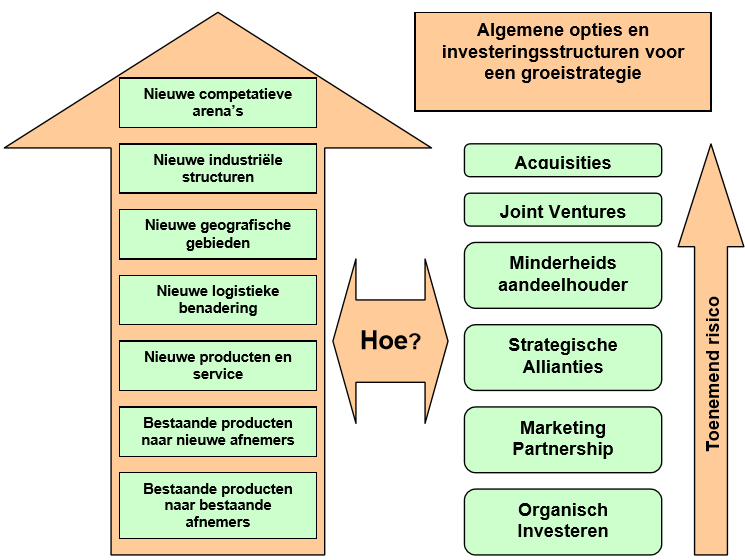 Algemene opties en
investeringsstructuren voor
een groeistrategie
Nieuwe competatieve
arena's
Nieuwe industriële
structuren
Nieuwe geografische
gebieden
Nieuwe logistieke
benadering
Nieuwe producten en
service
Bestaande producten
naar nieuwe afnemers
Bestaande producten
naar bestaande
afnemers
Hoe?
Acquisities
Joint Ventures
Minderheids
aandeelhouder
Strategische
Allianties
Marketing
Partnership
Organisch
Investeren
Toenemend risico